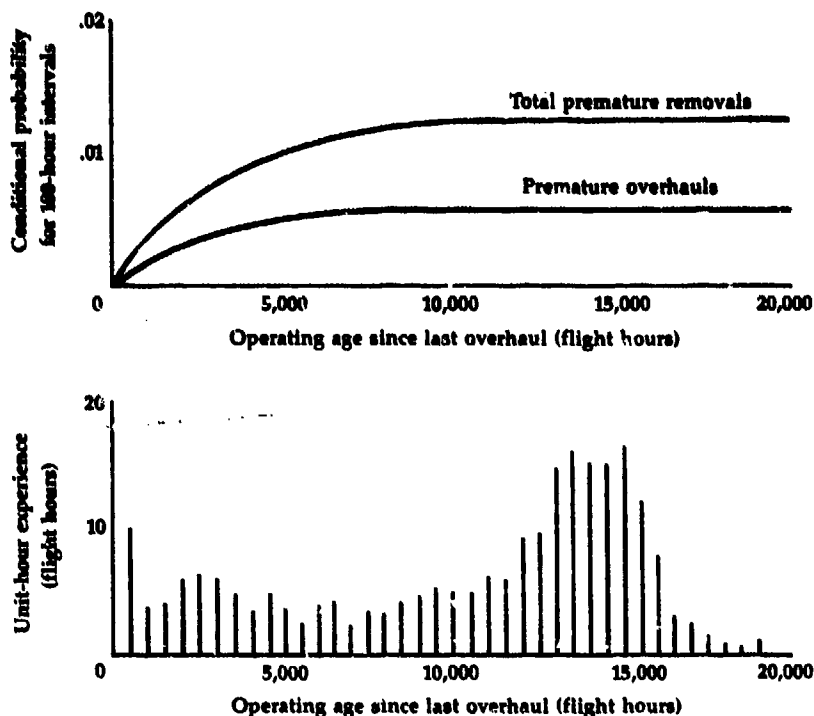 .02
Conditional probability
for 100-hour intervals
Total premature removals
.01
Premature overhauls
0 5,000 10,000 15,000 20,000
Operating age since last overhaul (flight hours)
20
Unit-hour experience
(flight hours)
10
0
5,000 10,000 15,000 20,000
Operating age since last overhaul (flight hours)